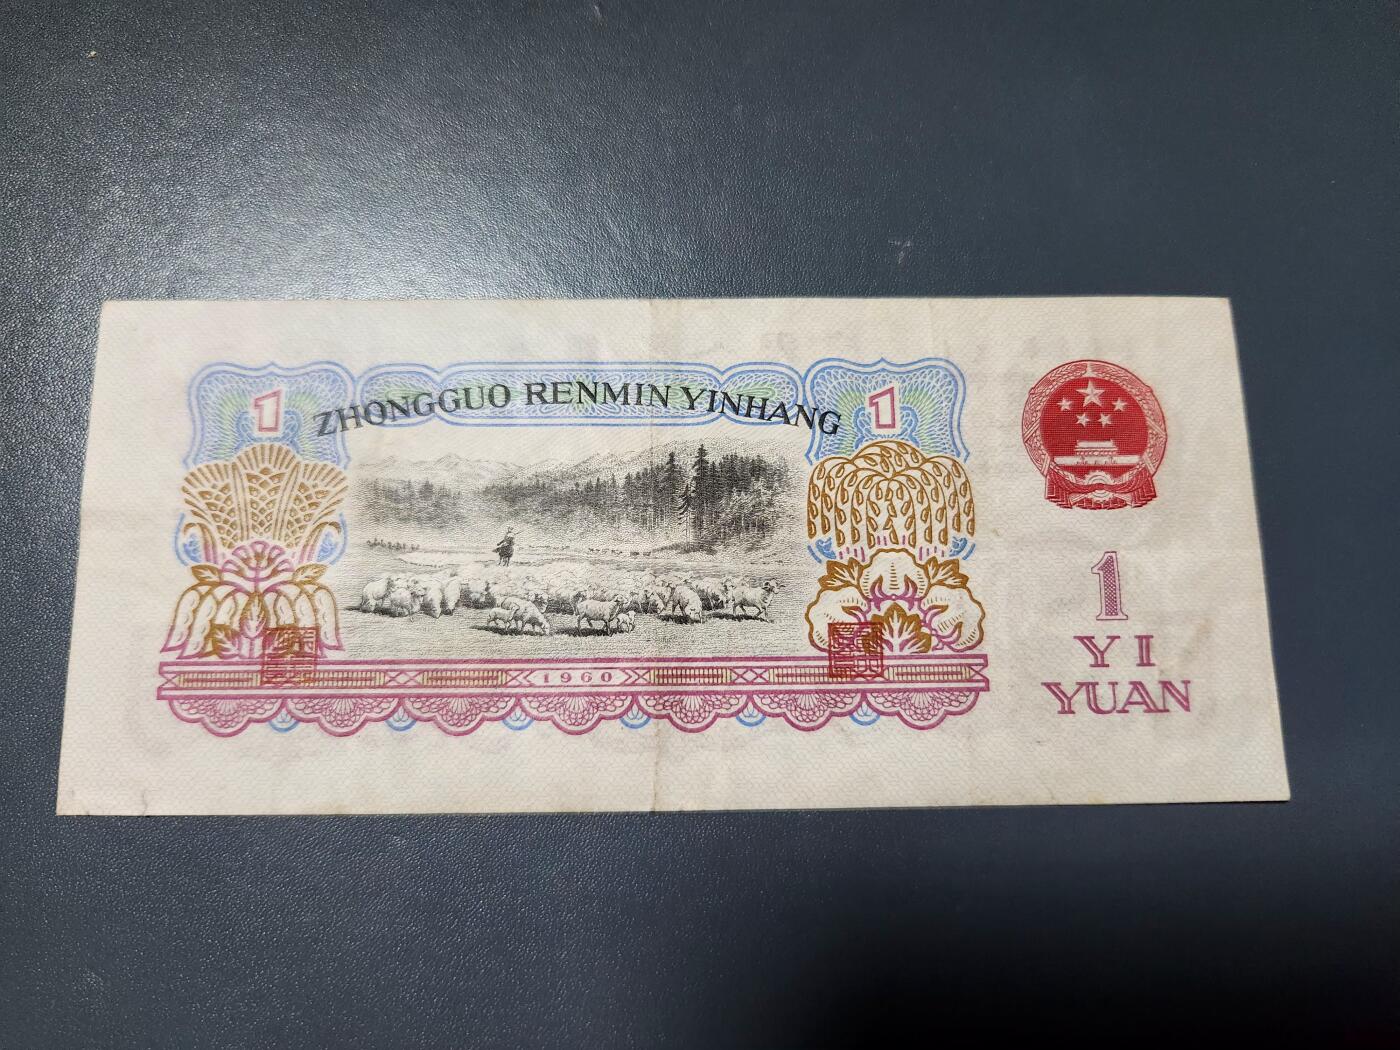 ZHONGGUO RENMIN YINHANG
1
1
1960
1
YI
YUAN